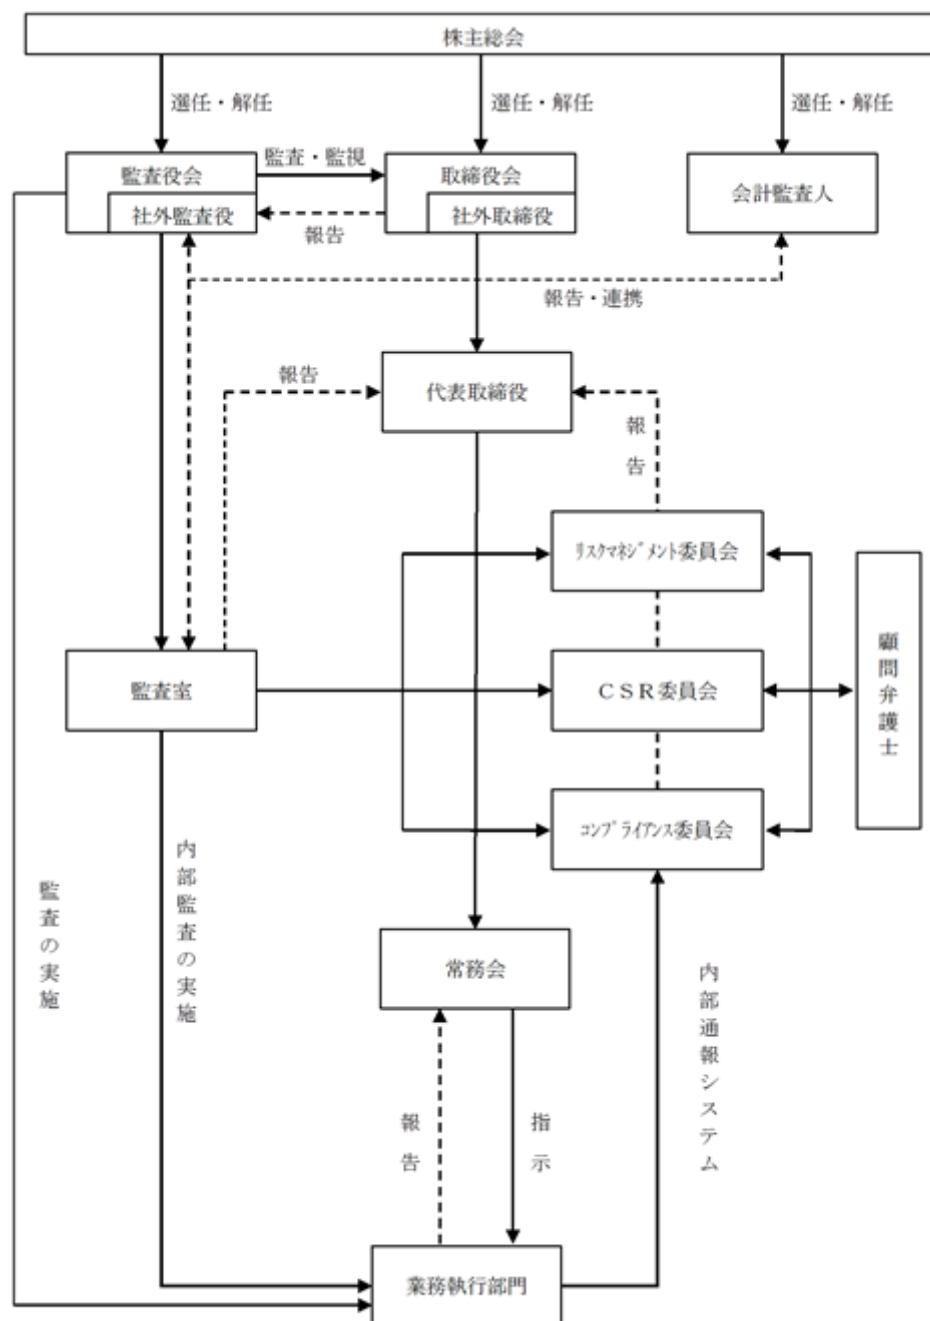 株主総会
選任・解任
選任・解任
選任・解任
監査役会
監査・監視
取締役会
会計監査人
社外監査役
社外取締役
報告
報告・連携
報告
代表取締役
報告
リスクマネジメント委員会
監査室
CSR委員会
顧問弁護士
コンプライアンス委員会
監査の実施
内部監査の実施
常務会
内部通報システム
報告
指示
業務執行部門